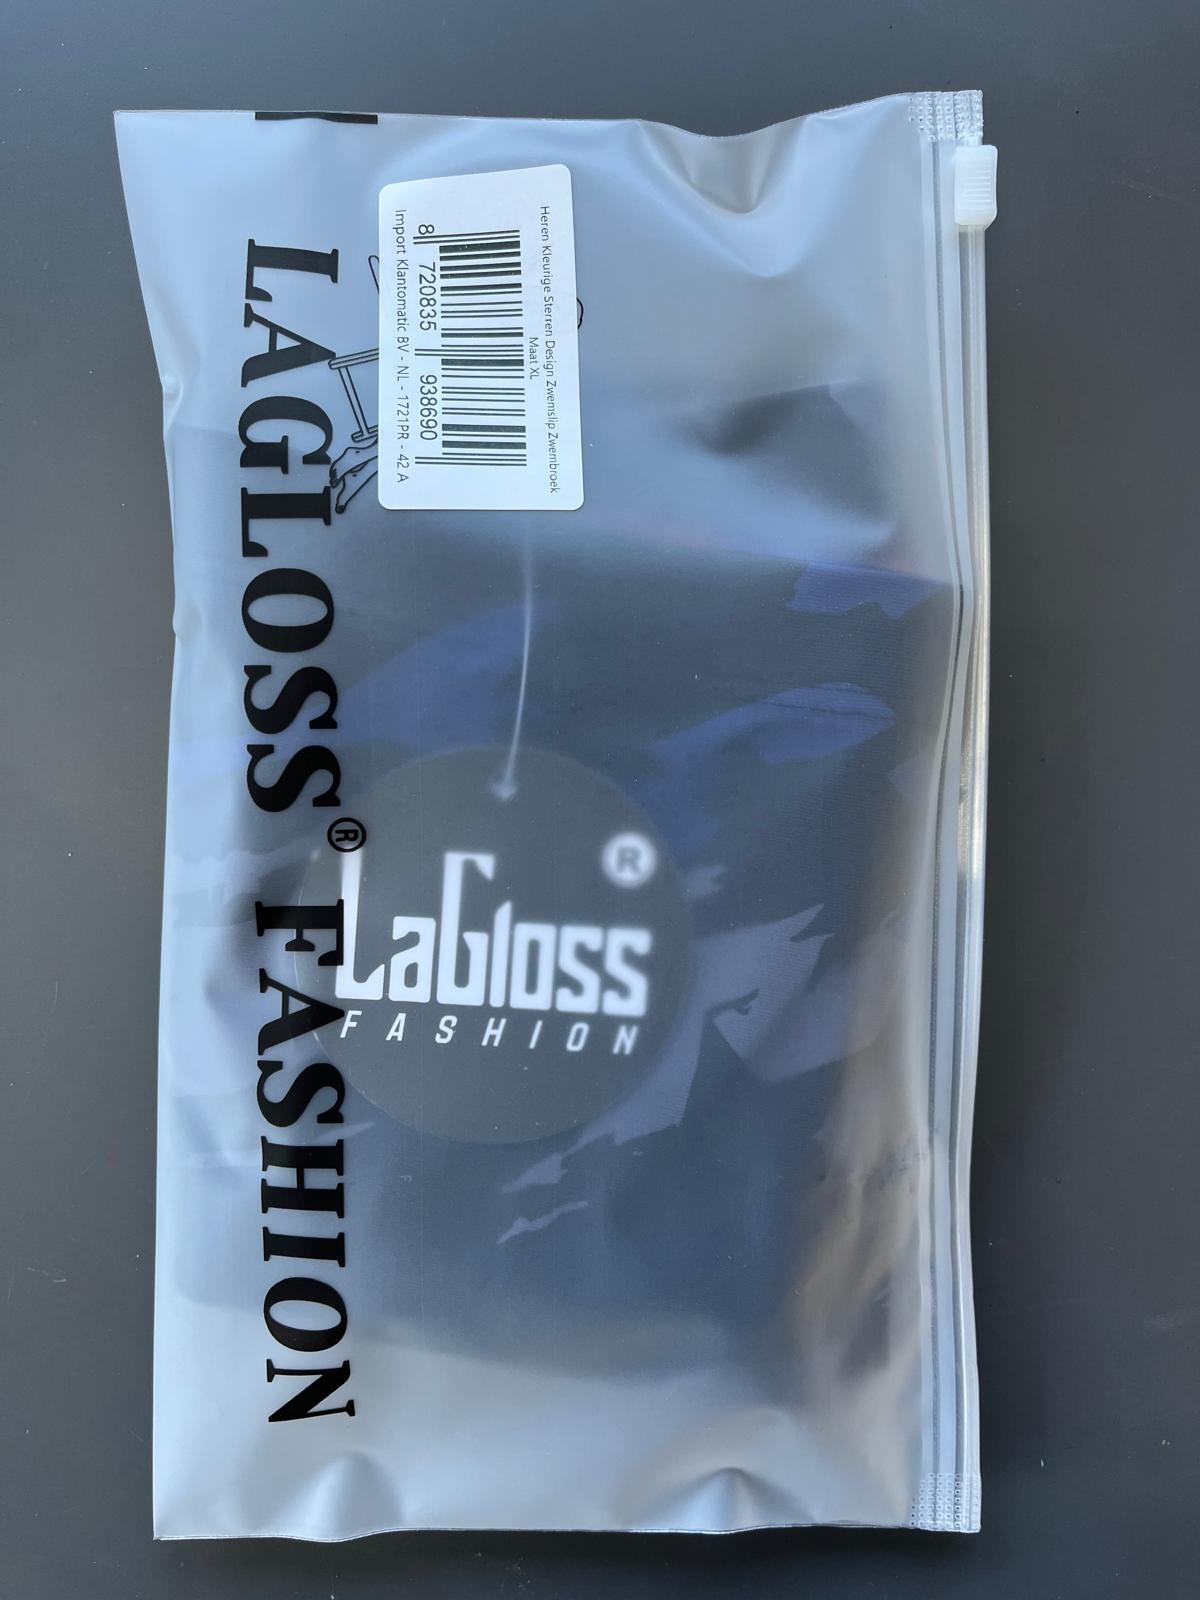 Heren Kleurige Sterren Design Zwemslip Zwembroek
Maat XL
8 720835 938690
Import Klantomatic BV - NL - 1721PR - 42 A
LAGLOSS® FASHION
LaGloss®
FASHION